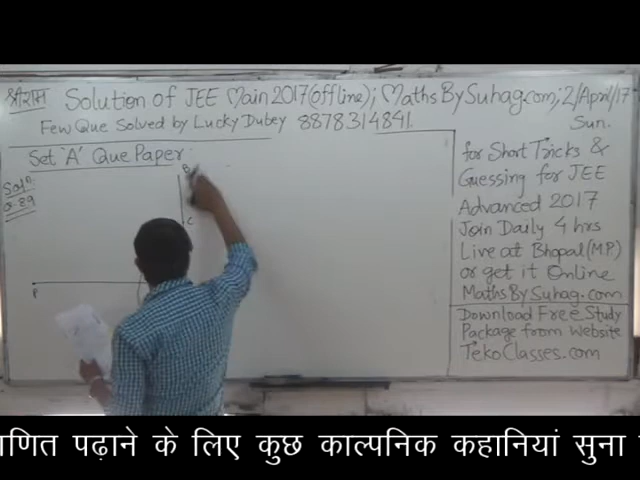 श्रीराम Solution of JEE Main 2017 (offline); MathsBySuhag.com; 2/April/17
Few Que Solved by Lucky Dubey 8878314841. Sun.
Set 'A' Que Paper
B
Solⁿ.
Q.89
C
P
for Short Tricks &
Guessing for JEE
Advanced 2017
Join Daily 4 hrs
Live at Bhopal (M.P.)
or get it Online
MathsBySuhag.com
Download Free Study
Package from Website
TekoClasses.com
गणित पढ़ाने के लिए कुछ काल्पनिक कहानियां सुना